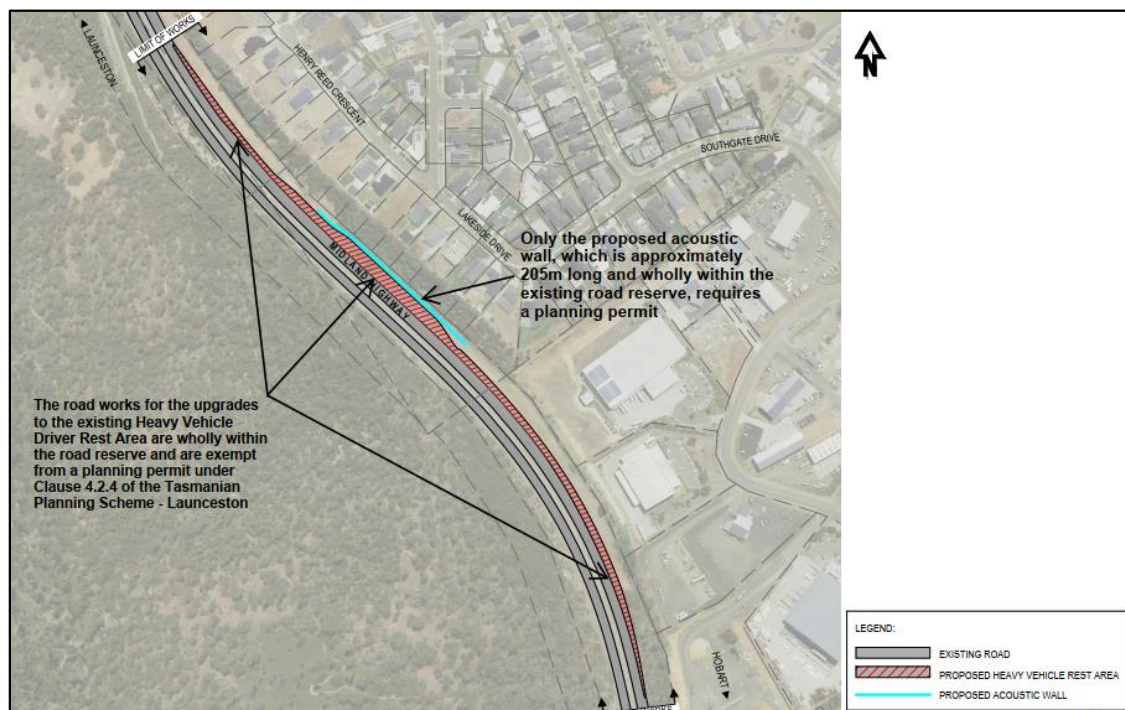 LIMIT OF WORKS
LAUNCESTON
N
HENRY REED CRESCENT
SOUTHGATE DRIVE
LAKESIDE DRIVE
MIDLAND HIGHWAY
Only the proposed acoustic
wall, which is approximately
205m long and wholly within the
existing road reserve, requires
a planning permit
The road works for the upgrades
to the existing Heavy Vehicle
Driver Rest Area are wholly within
the road reserve and are exempt
from a planning permit under
Clause 4.2.4 of the Tasmanian
Planning Scheme - Launceston
HOBART
LEGEND:
EXISTING ROAD
PROPOSED HEAVY VEHICLE REST AREA
PROPOSED ACOUSTIC WALL